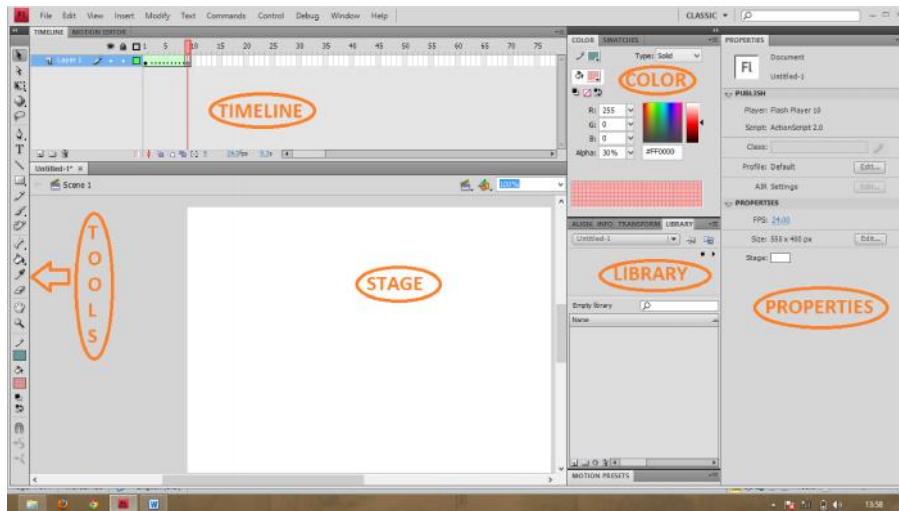 FL File Edit View Insert Modify Text Commands Control Debug Window Help CLASSIC
TIMELINE MOTION EDITOR
1 5 10 15 20 25 30 35 40 45 50 55 60 65 70 75
Layer 1
TIMELINE
Untitled-1*
Scene 1 100%
TOOLS
STAGE
COLOR SWATCHES
Type: Solid
COLOR
R: 255
G: 0
B: 0
Alpha: 30% #FF0000
ALIGN INFO TRANSFORM LIBRARY
Untitled-1
LIBRARY
Empty library
Name
MOTION PRESETS
PROPERTIES
Fl Document
Untitled-1
PUBLISH
Player: Flash Player 10
Script: ActionScript 2.0
Class:
Profile: Default Edit...
AIR Settings Edit...
PROPERTIES
FPS: 24.00
Size: 550 x 400 px Edit...
Stage:
PROPERTIES
13:58